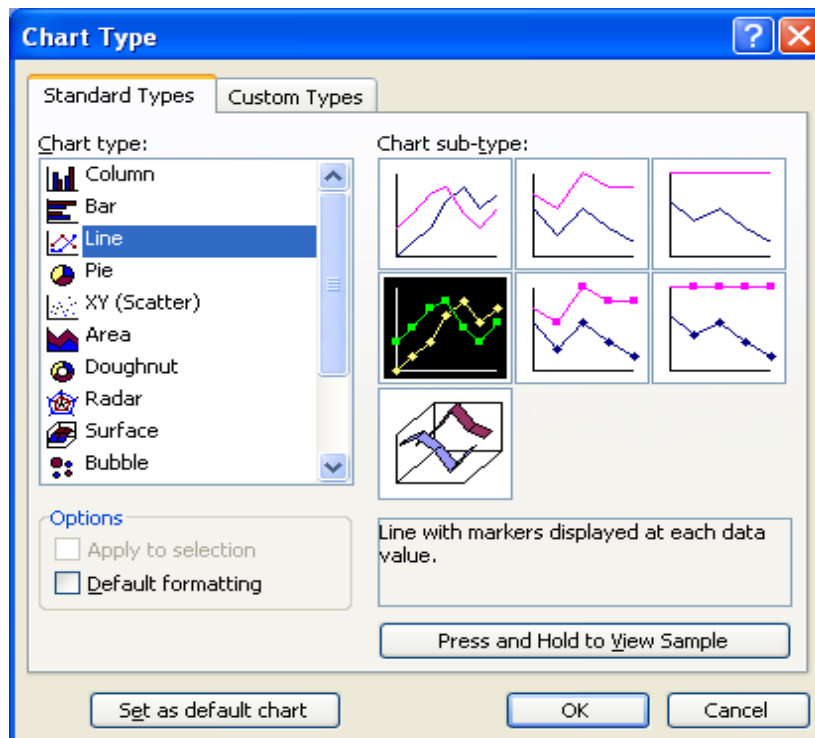 Chart Type
Standard Types
Custom Types
Chart type:
Column
Bar
Line
Pie
XY (Scatter)
Area
Doughnut
Radar
Surface
Bubble
Options
Apply to selection
Default formatting
Chart sub-type:
Line with markers displayed at each data
value.
Press and Hold to View Sample
Set as default chart
OK
Cancel